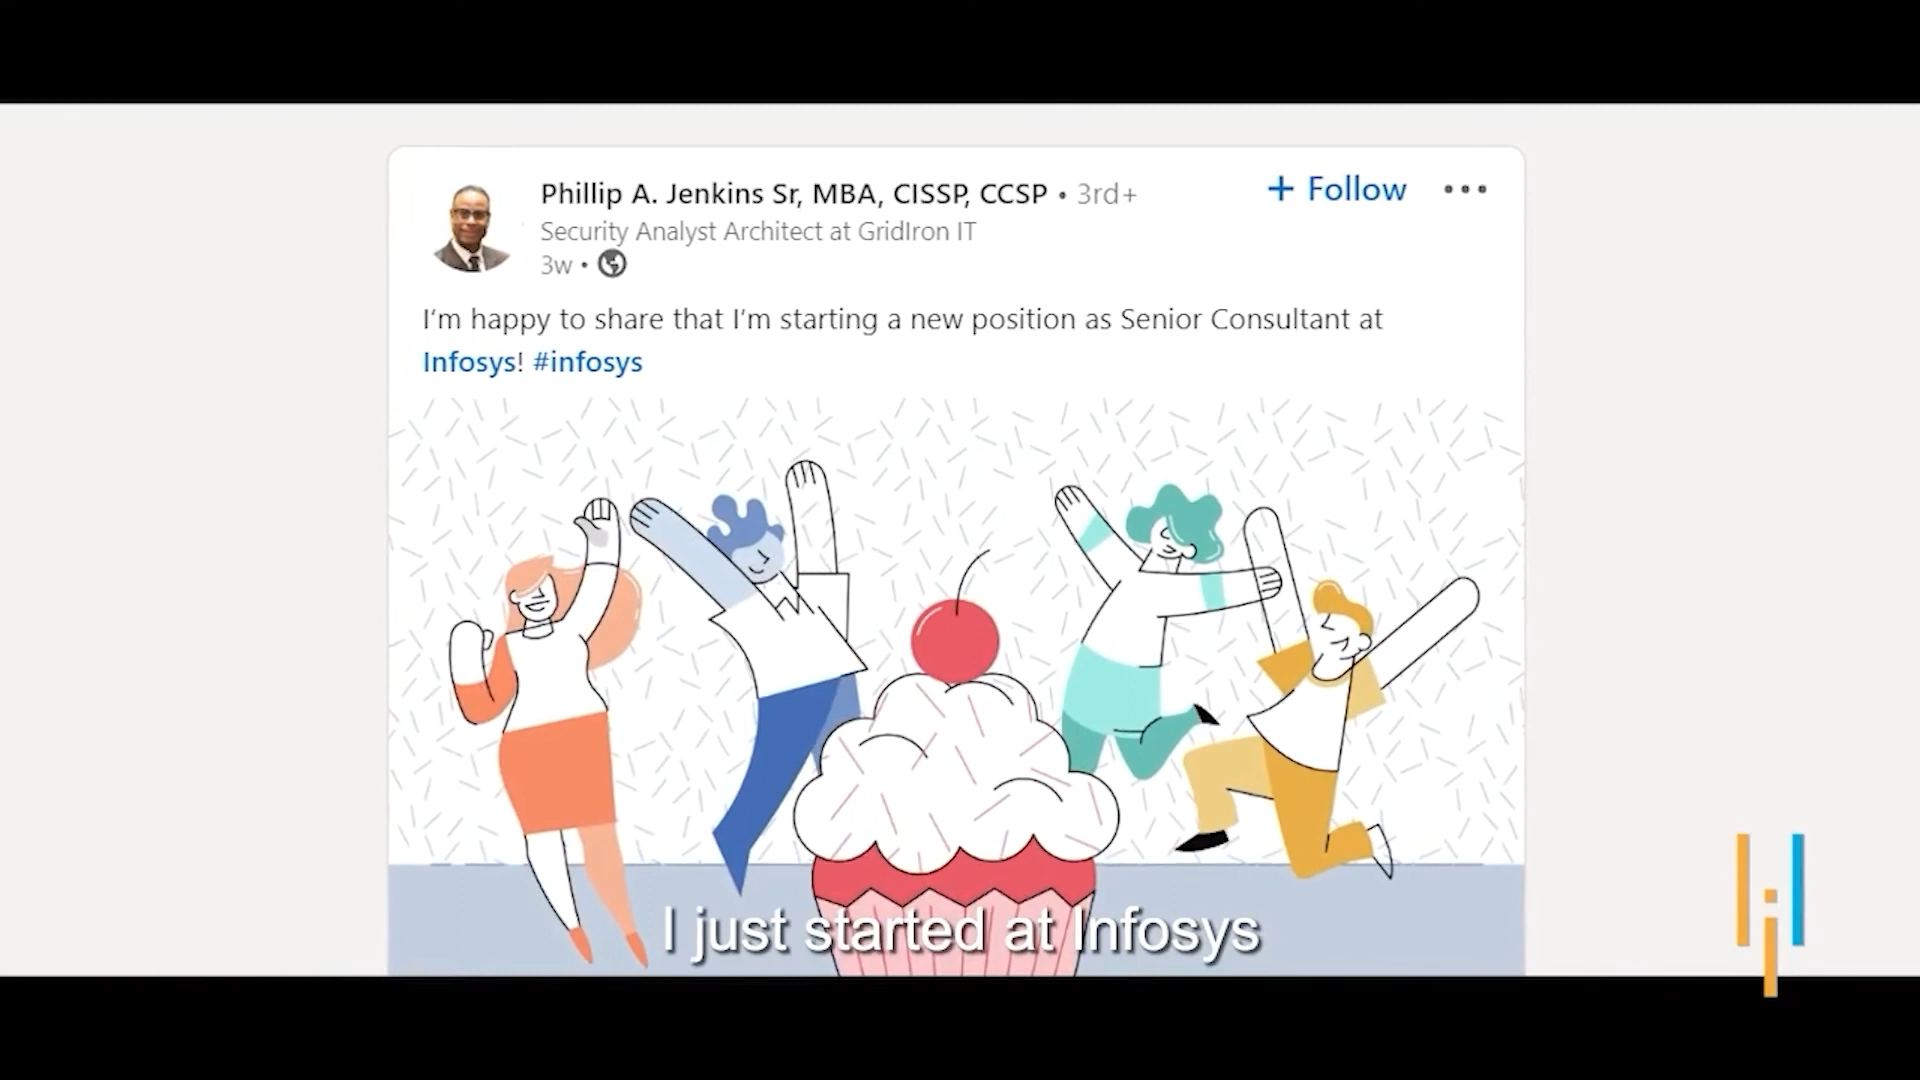 Phillip A. Jenkins Sr, MBA, CISSP, CCSP • 3rd+
+ Follow •••
Security Analyst Architect at GridIron IT
3w •
I'm happy to share that I'm starting a new position as Senior Consultant at
Infosys! #infosys
I just started at Infosys